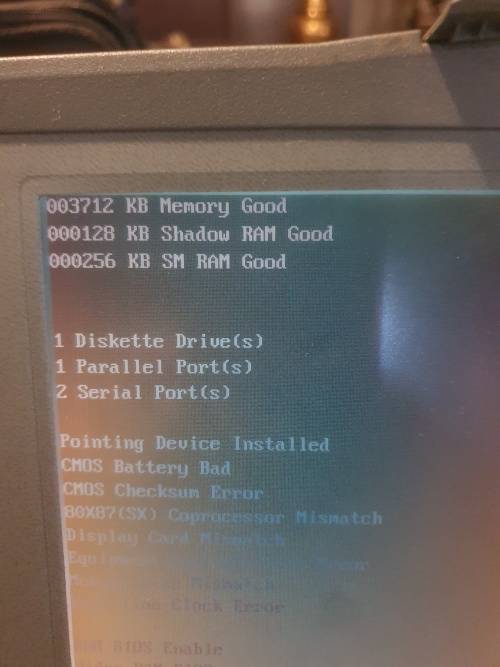 003712 KB Memory Good
000128 KB Shadow RAM Good
000256 KB SM RAM Good
1 Diskette Drive(s)
1 Parallel Port(s)
2 Serial Port(s)
Pointing Device Installed
CMOS Battery Bad
CMOS Checksum Error
80X87(SX) Coprocessor Mismatch
Display Card Mismatch
Mismatch
Clock Error
BIOS Enable